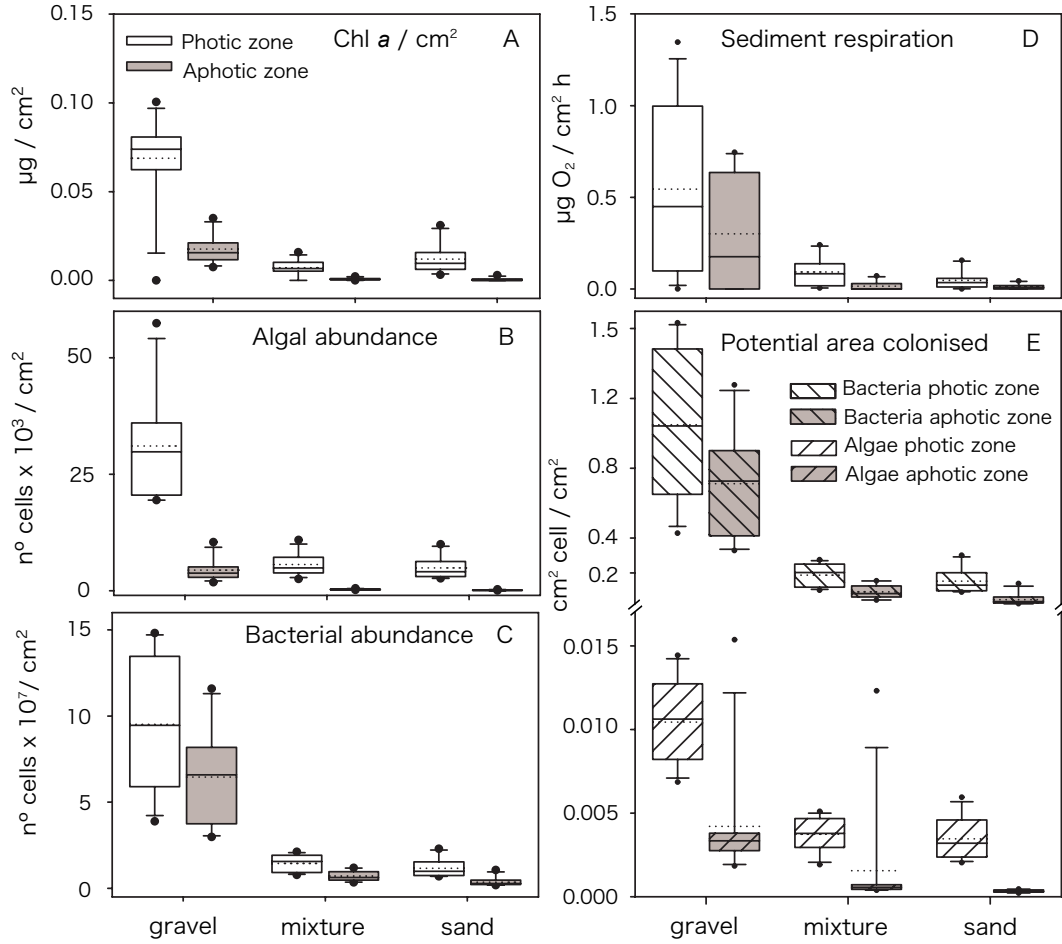 Chl a / cm² A
Photic zone
Aphotic zone
0.15
0.10
0.05
0.00
µg / cm²
Algal abundance B
50
25
0
nº cells x 10³ / cm²
Bacterial abundance C
15
10
5
0
nº cells x 10⁷/ cm²
gravel mixture sand
Sediment respiration D
1.5
1.0
0.5
0.0
µg O₂ / cm² h
Potential area colonised E
Bacteria photic zone
Bacteria aphotic zone
Algae photic zone
Algae aphotic zone
1.5
1.2
0.8
0.4
0.2
0.015
0.010
0.005
0.000
cm² cell / cm²
gravel mixture sand